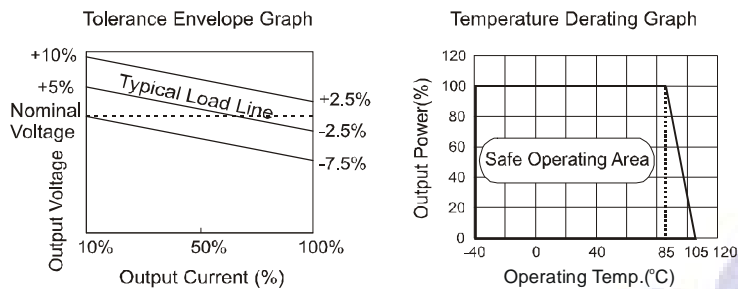 Tolerance Envelope Graph
+10%
+5%
Nominal
Voltage
Output Voltage
Typical Load Line
+2.5%
-2.5%
-7.5%
10%
50%
100%
Output Current (%)
Temperature Derating Graph
120
100
80
60
40
20
0
Output Power(%)
Safe Operating Area
-40
0
40
85
105
120
Operating Temp.(°C)